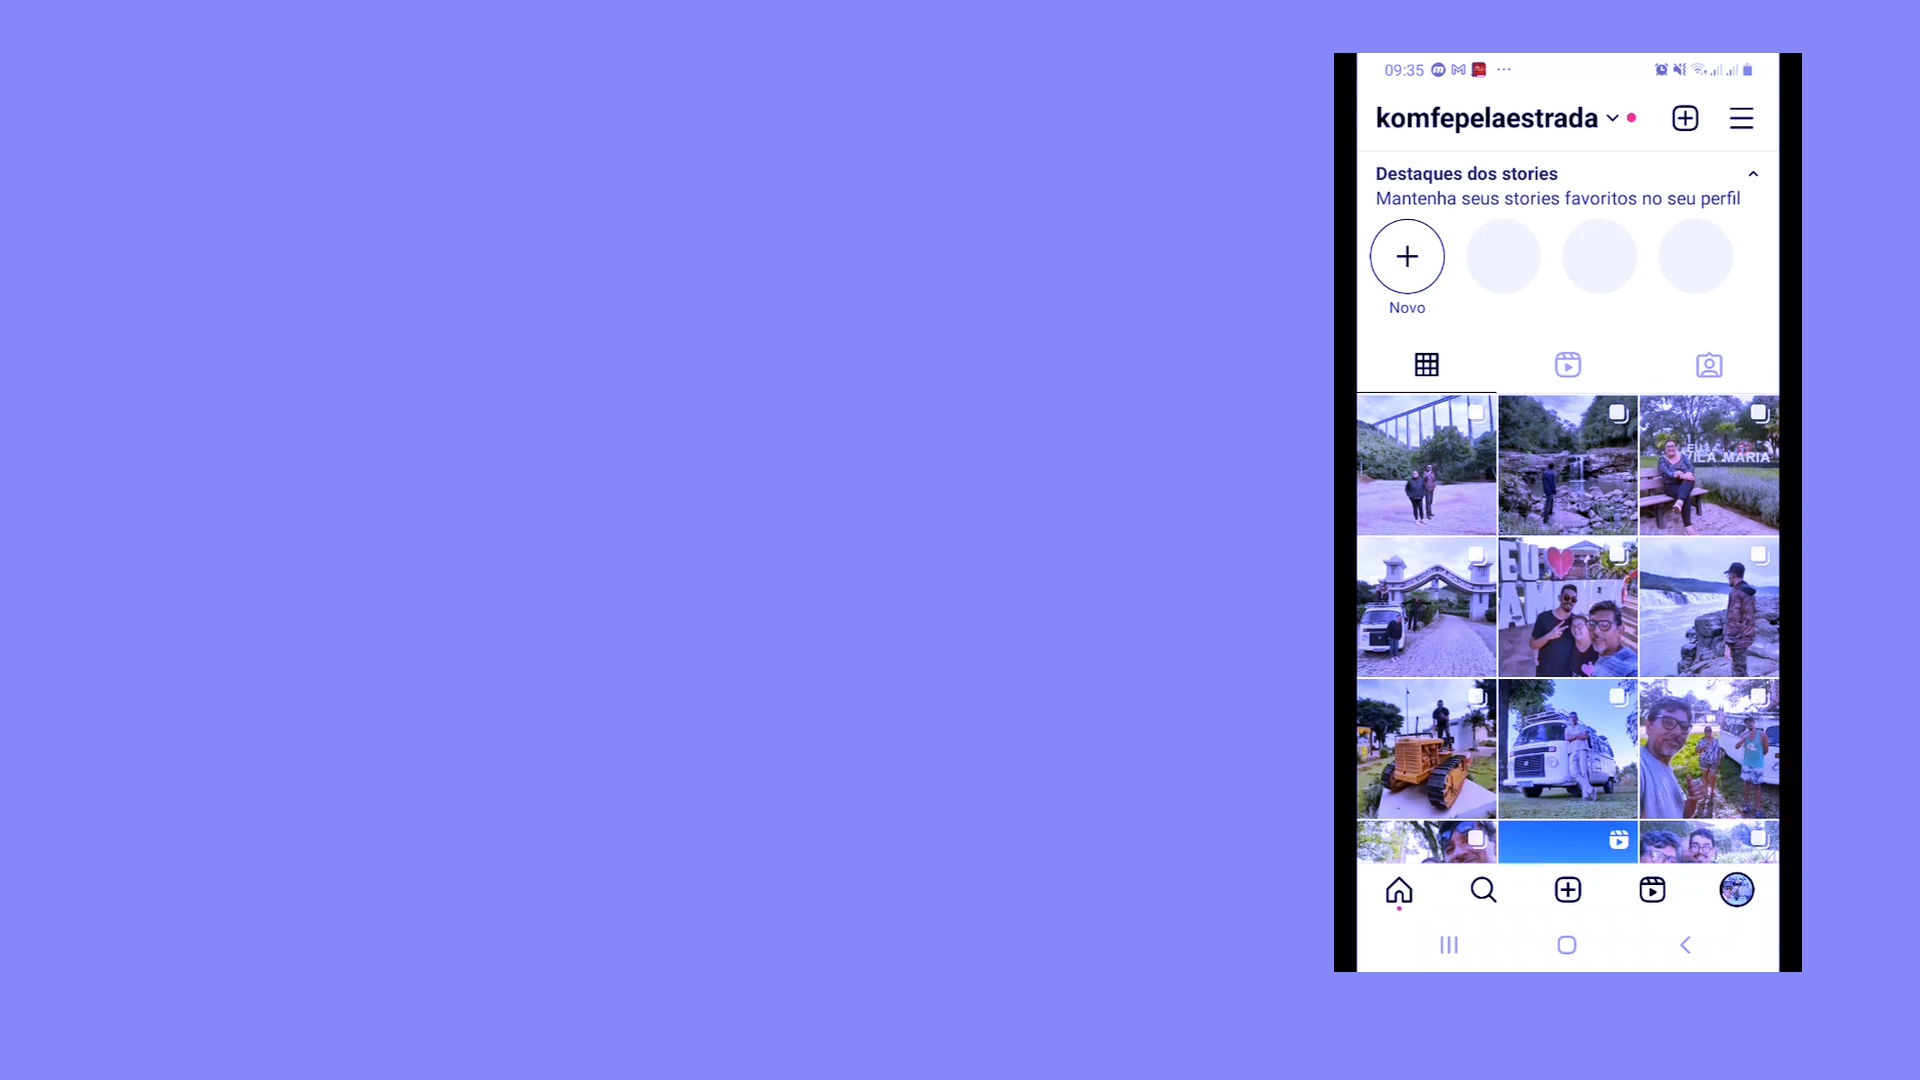 09:35
komfepelaestrada
Destaques dos stories
Mantenha seus stories favoritos no seu perfil
Novo
VILA MARIA
EU